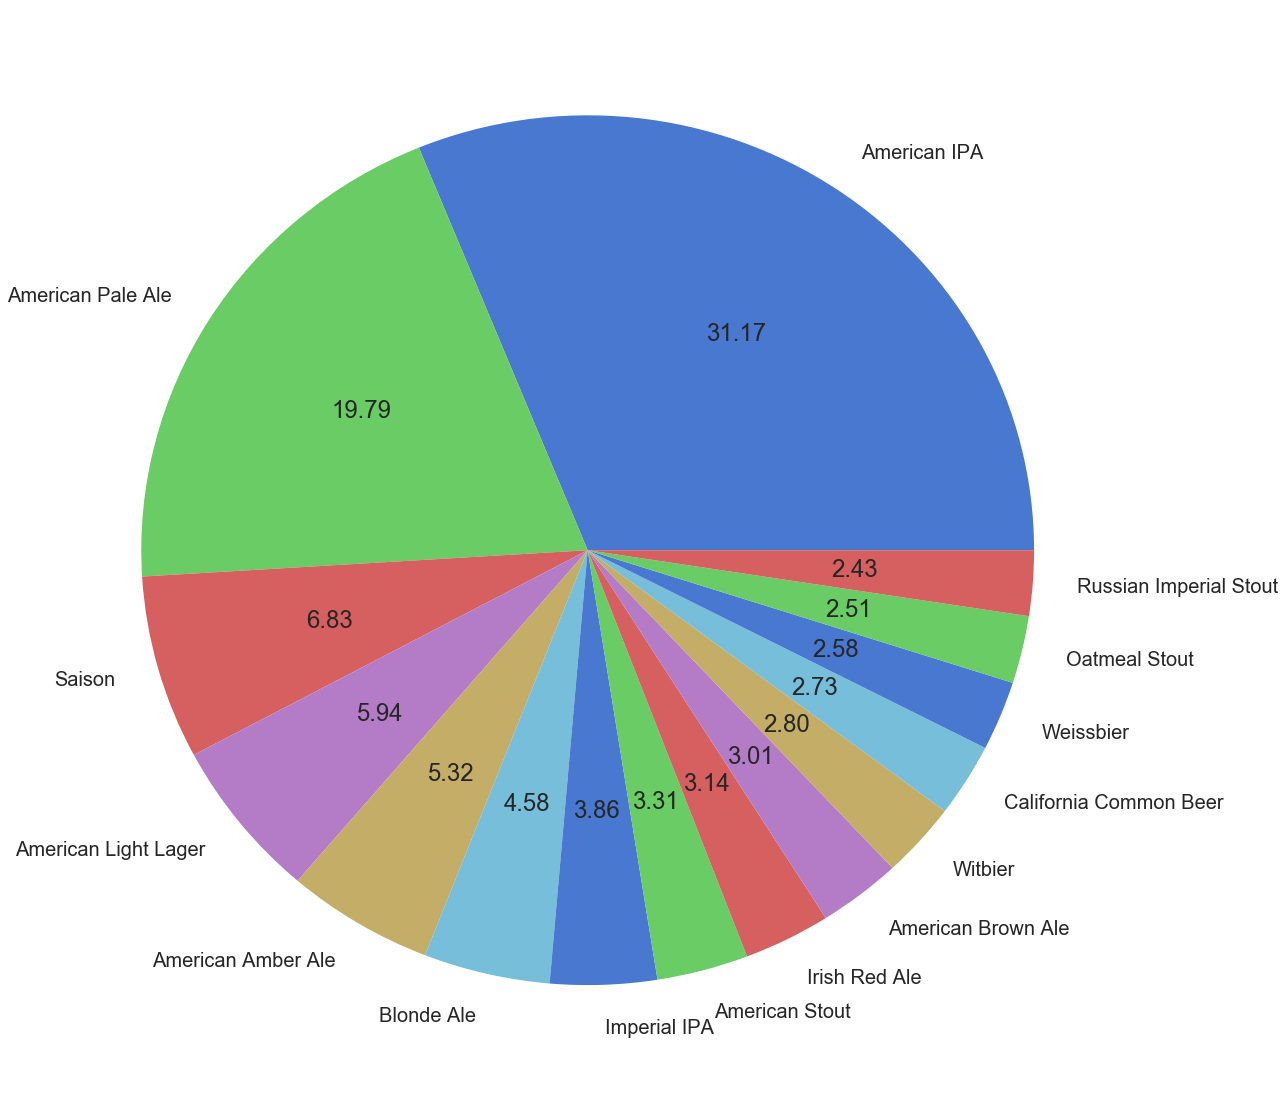 American IPA
31.17
American Pale Ale
19.79
Saison
6.83
American Light Lager
5.94
American Amber Ale
5.32
Blonde Ale
4.58
Imperial IPA
3.86
American Stout
3.31
Irish Red Ale
3.14
American Brown Ale
3.01
Witbier
2.80
California Common Beer
2.73
Weissbier
2.58
Oatmeal Stout
2.51
Russian Imperial Stout
2.43